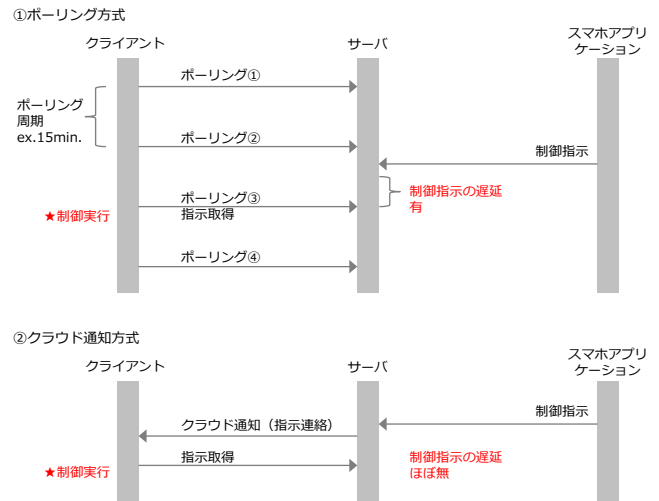 ①ポーリング方式
クライアント
サーバ
スマホアプリ
ケーション
ポーリング①
ポーリング
周期
ex.15min.
ポーリング②
制御指示
ポーリング③
指示取得
制御指示の遅延
有
★制御実行
ポーリング④
②クラウド通知方式
クライアント
サーバ
スマホアプリ
ケーション
制御指示
クラウド通知（指示連絡）
指示取得
制御指示の遅延
ほぼ無
★制御実行